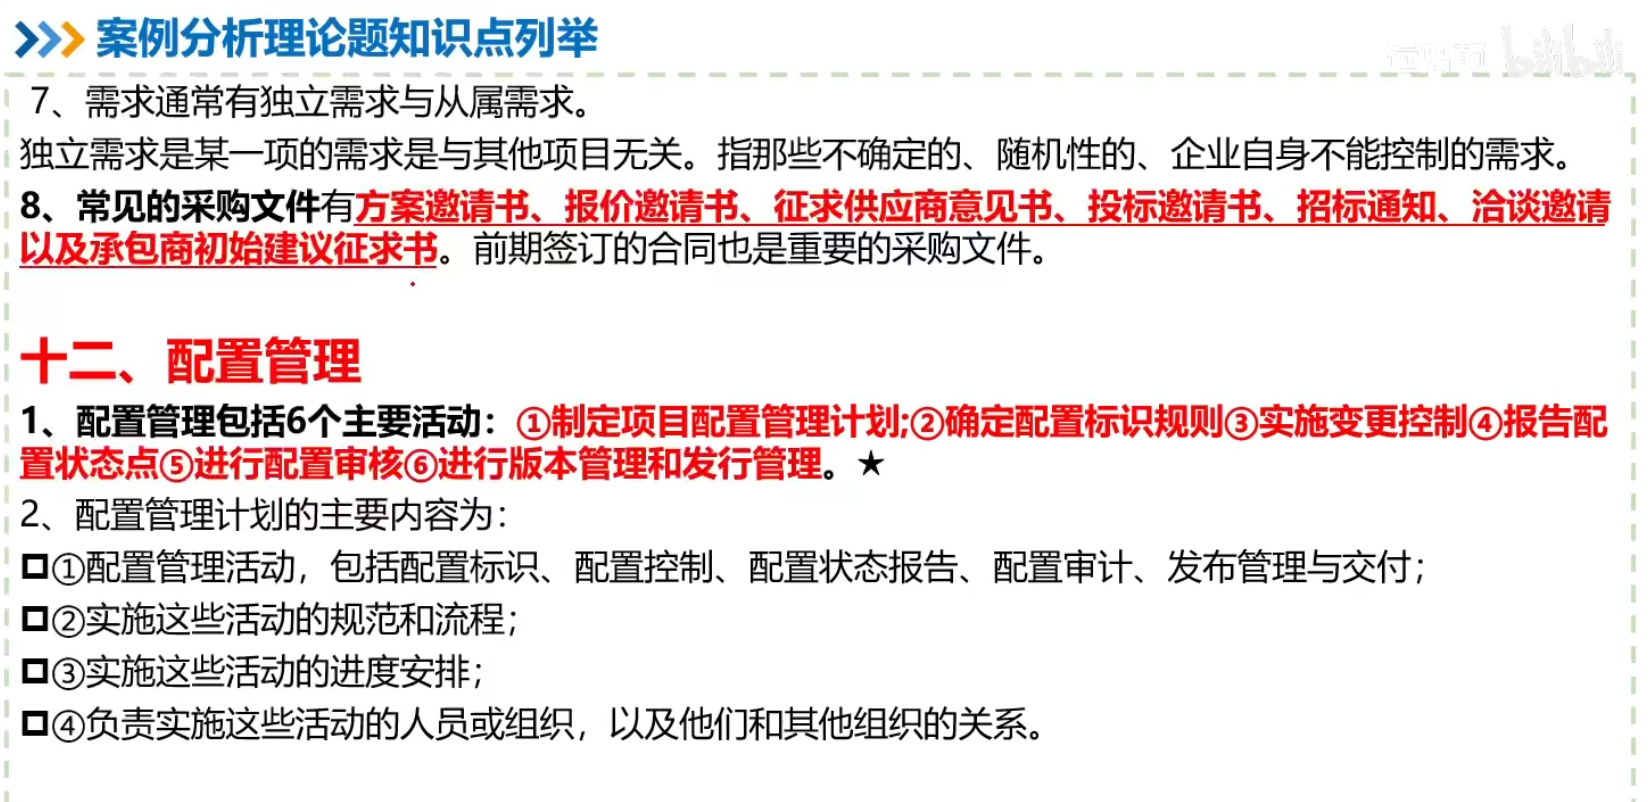 案例分析理论题知识点列举
bilibili
7、需求通常有独立需求与从属需求。
独立需求是某一项的需求是与其他项目无关。指那些不确定的、随机性的、企业自身不能控制的需求。
8、常见的采购文件有方案邀请书、报价邀请书、征求供应商意见书、投标邀请书、招标通知、洽谈邀请
以及承包商初始建议征求书。前期签订的合同也是重要的采购文件。
十二、配置管理
1、配置管理包括6个主要活动：①制定项目配置管理计划;②确定配置标识规则③实施变更控制④报告配
置状态点⑤进行配置审核⑥进行版本管理和发行管理。★
2、配置管理计划的主要内容为：
①配置管理活动，包括配置标识、配置控制、配置状态报告、配置审计、发布管理与交付；
②实施这些活动的规范和流程；
③实施这些活动的进度安排；
④负责实施这些活动的人员或组织，以及他们和其他组织的关系。